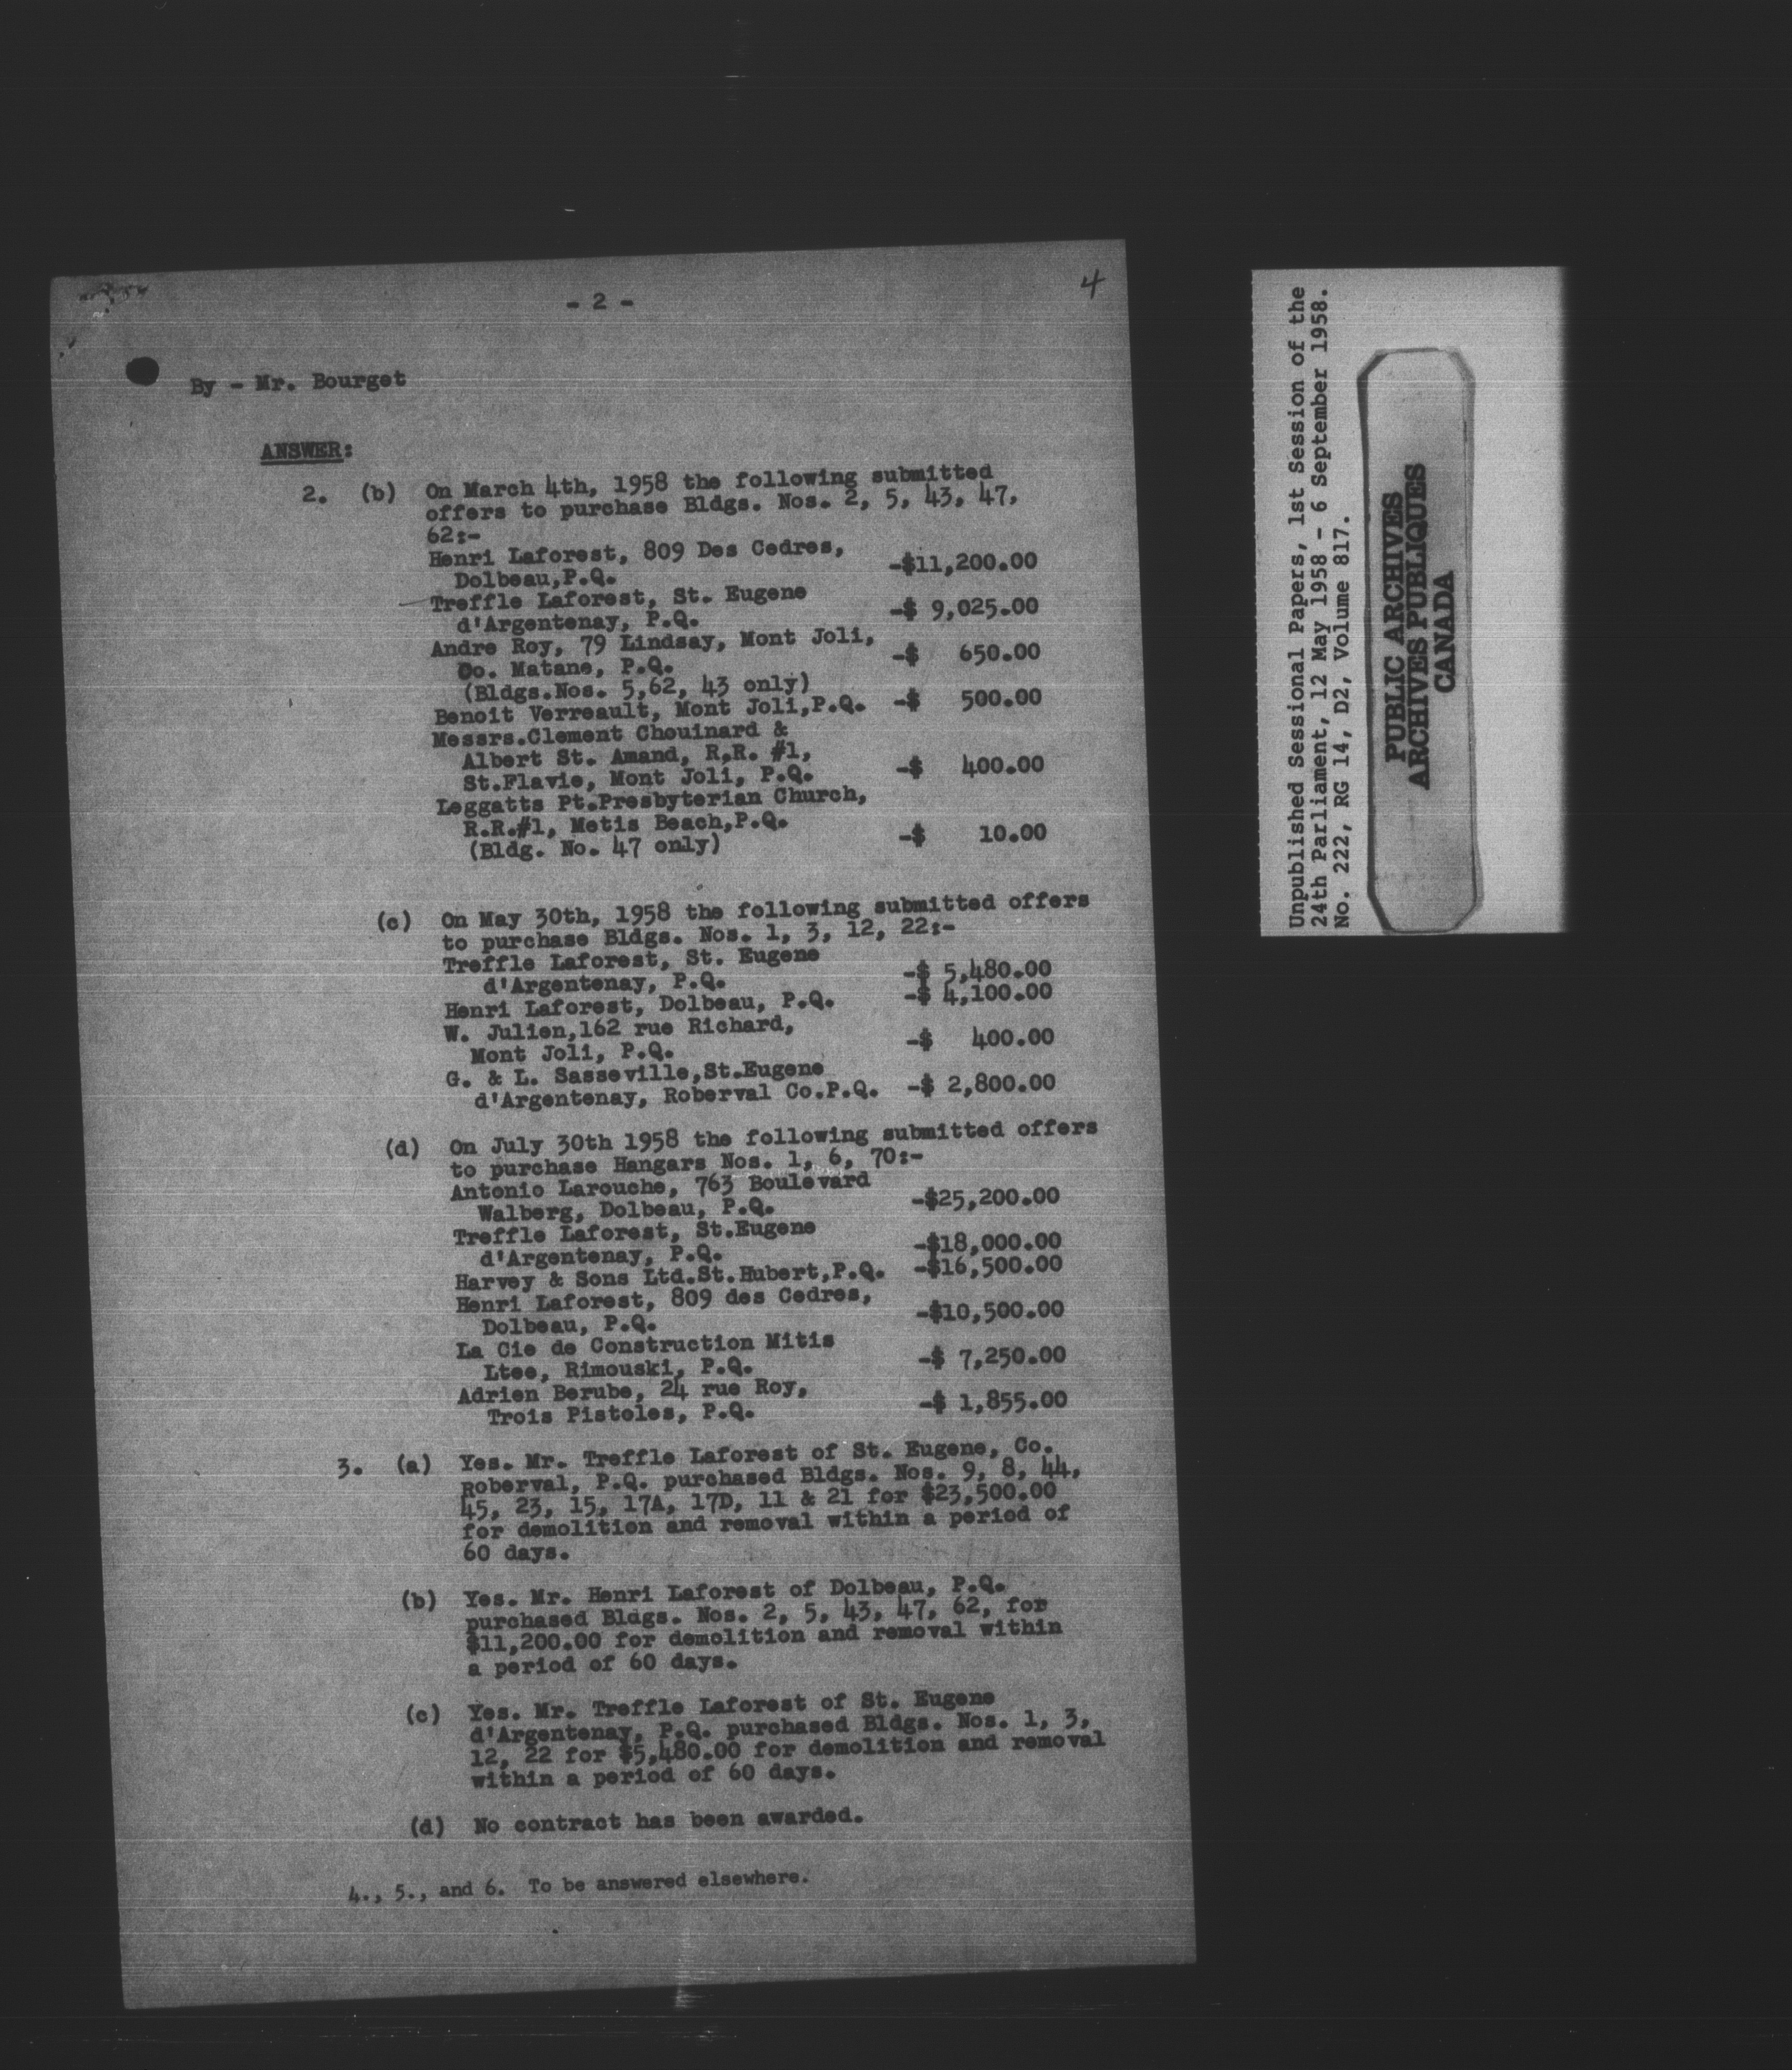 4
- 2 -
By - Mr. Bourget
ANSWER:
2. (b) On March 4th, 1958 the following submitted
offers to purchase Bldgs. Nos. 2, 5, 43, 47,
62:-
Henri Laforest, 809 Des Cedres,
Dolbeau,P.Q. -$11,200.00
Treffle Laforest, St. Eugene
d'Argentenay, P.Q. -$ 9,025.00
Andre Roy, 79 Lindsay, Mont Joli,
Co. Matane, P.Q. -$ 650.00
(Bldgs.Nos. 5,62, 43 only)
Benoit Verreault, Mont Joli,P.Q. -$ 500.00
Messrs.Clement Chouinard &
Albert St. Amand, R.R. #1,
St.Flavie, Mont Joli, P.Q. -$ 400.00
Leggatts Pt.Presbyterian Church,
R.R.#1, Metis Beach,P.Q.
(Bldg. No. 47 only) -$ 10.00
(c) On May 30th, 1958 the following submitted offers
to purchase Bldgs. Nos. 1, 3, 12, 22:-
Treffle Laforest, St. Eugene
d'Argentenay, P.Q. -$ 5,480.00
Henri Laforest, Dolbeau, P.Q. -$ 4,100.00
W. Julien,162 rue Richard,
Mont Joli, P.Q. -$ 400.00
G. & L. Sasseville,St.Eugene
d'Argentenay, Roberval Co.P.Q. -$ 2,800.00
(d) On July 30th 1958 the following submitted offers
to purchase Hangars Nos. 1, 6, 70:-
Antonio Larouche, 763 Boulevard
Walberg, Dolbeau, P.Q. -$25,200.00
Treffle Laforest, St.Eugene
d'Argentenay, P.Q. -$18,000.00
Harvey & Sons Ltd.St.Hubert,P.Q. -$16,500.00
Henri Laforest, 809 des Cedres,
Dolbeau, P.Q. -$10,500.00
La Cie de Construction Mitis
Ltee, Rimouski, P.Q. -$ 7,250.00
Adrien Berube, 24 rue Roy,
Trois Pistoles, P.Q. -$ 1,855.00
3. (a) Yes. Mr. Treffle Laforest of St. Eugene, Co.
Roberval, P.Q. purchased Bldgs. Nos. 9, 8, 44,
45, 23, 15, 17A, 17D, 11 & 21 for $23,500.00
for demolition and removal within a period of
60 days.
(b) Yes. Mr. Henri Laforest of Dolbeau, P.Q.
purchased Bldgs. Nos. 2, 5, 43, 47, 62, for
$11,200.00 for demolition and removal within
a period of 60 days.
(c) Yes. Mr. Treffle Laforest of St. Eugene
d'Argentenay, P.Q. purchased Bldgs. Nos. 1, 3,
12, 22 for $5,480.00 for demolition and removal
within a period of 60 days.
(d) No contract has been awarded.
4., 5., and 6. To be answered elsewhere.
Unpublished Sessional Papers, 1st Session of the
24th Parliament, 12 May 1958 - 6 September 1958.
No. 222, RG 14, D2, Volume 817.
PUBLIC ARCHIVES
ARCHIVES PUBLIQUES
CANADA